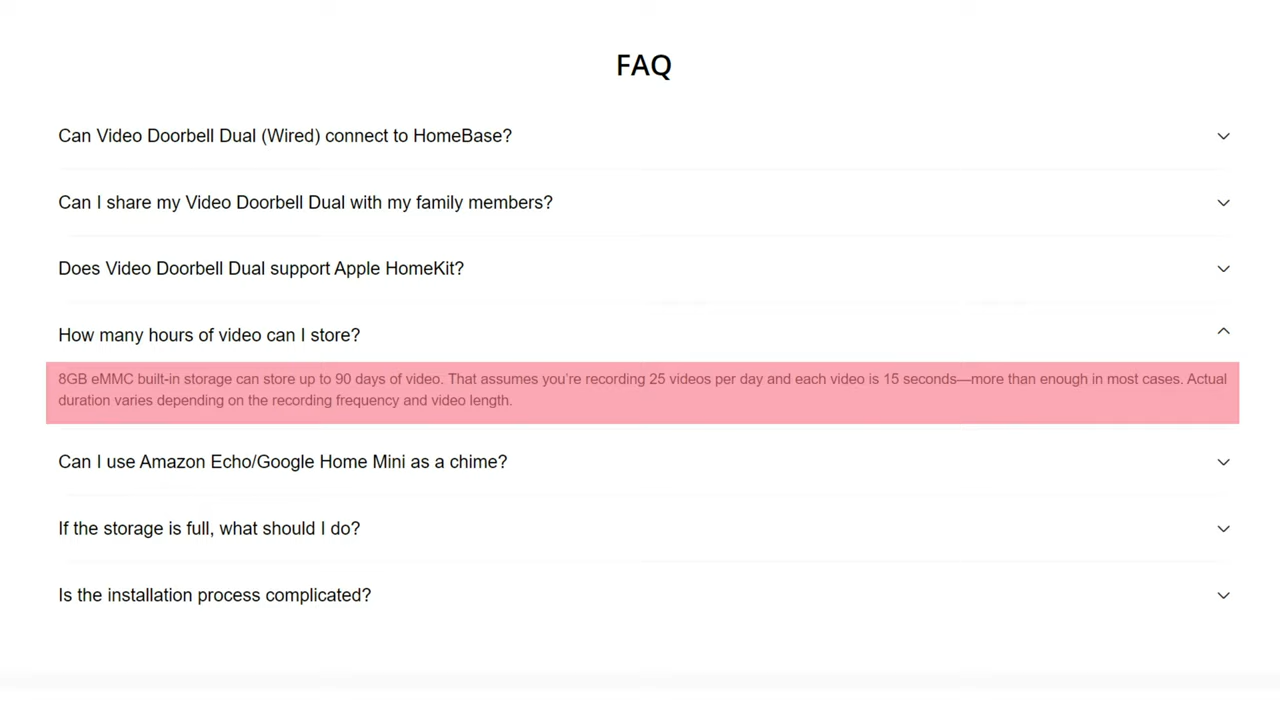 FAQ
Can Video Doorbell Dual (Wired) connect to HomeBase?
Can I share my Video Doorbell Dual with my family members?
Does Video Doorbell Dual support Apple HomeKit?
How many hours of video can I store?
8GB eMMC built-in storage can store up to 90 days of video. That assumes you’re recording 25 videos per day and each video is 15 seconds—more than enough in most cases. Actual
duration varies depending on the recording frequency and video length.
Can I use Amazon Echo/Google Home Mini as a chime?
If the storage is full, what should I do?
Is the installation process complicated?